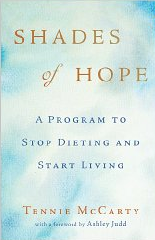 SHADES
of HOPE
A PROGRAM TO
STOP DIETING AND
START LIVING
TENNIE MCCARTY
with a foreword by Ashley Judd